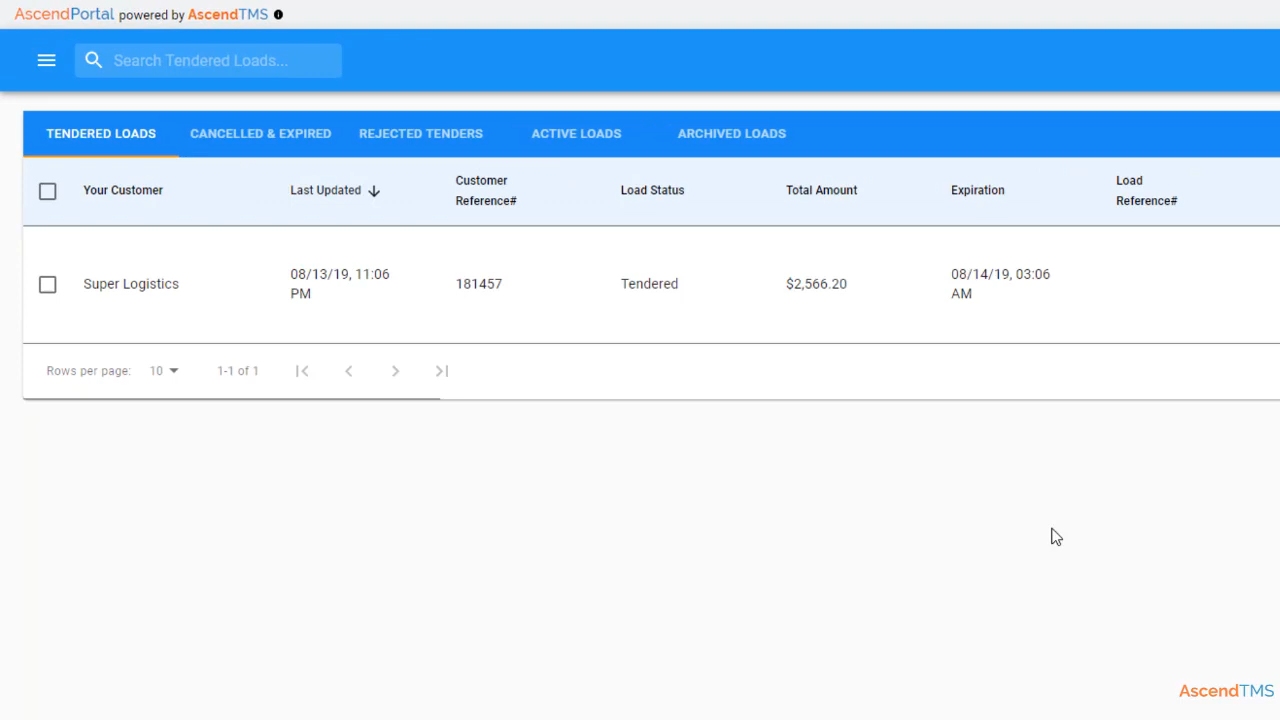 AscendPortal powered by AscendTMS
Search Tendered Loads...
TENDERED LOADS CANCELLED & EXPIRED REJECTED TENDERS ACTIVE LOADS ARCHIVED LOADS
Your Customer Last Updated Customer Reference# Load Status Total Amount Expiration Load Reference#
Super Logistics 08/13/19, 11:06 PM 181457 Tendered $2,566.20 08/14/19, 03:06 AM
Rows per page: 10 1-1 of 1
AscendTMS